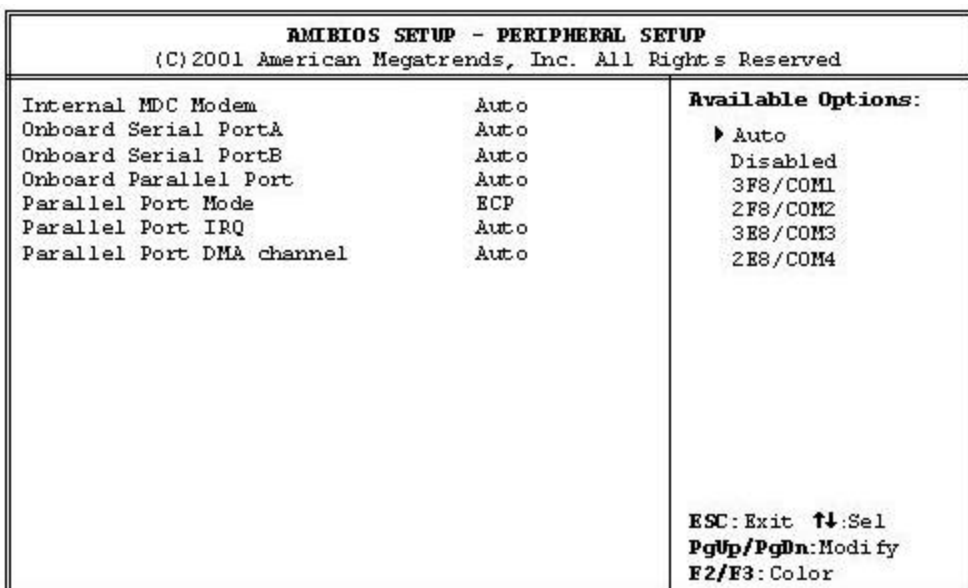 AMIBIOS SETUP - PERIPHERAL SETUP
(C)2001 American Megatrends, Inc. All Rights Reserved
Internal MDC Modem Auto
Onboard Serial PortA Auto
Onboard Serial PortB Auto
Onboard Parallel Port Auto
Parallel Port Mode ECP
Parallel Port IRQ Auto
Parallel Port DMA channel Auto
Available Options:
Auto
Disabled
3F8/COM1
2F8/COM2
3E8/COM3
2E8/COM4
ESC:Exit ↑↓:Sel
PgUp/PgDn:Modify
F2/F3:Color